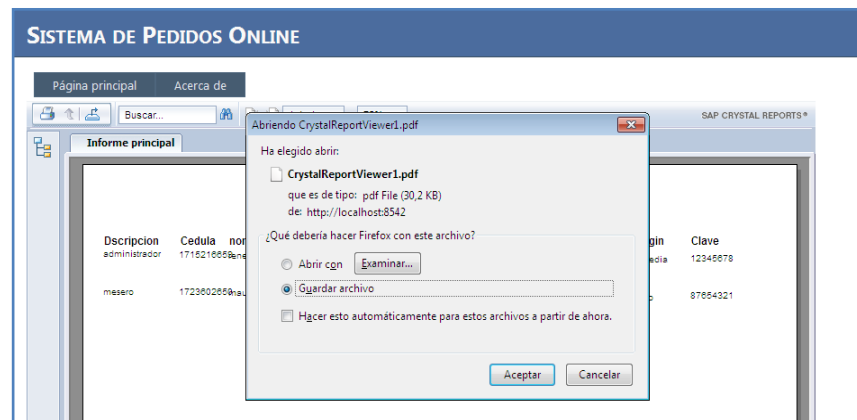 SISTEMA DE PEDIDOS ONLINE
Página principal Acerca de
Buscar...
SAP CRYSTAL REPORTS®
Informe principal
Abriendo CrystalReportViewer1.pdf
Ha elegido abrir:
CrystalReportViewer1.pdf
que es de tipo: pdf File (30,2 KB)
de: http://localhost:8542
¿Qué debería hacer Firefox con este archivo?
Abrir con Examinar...
Guardar archivo
Hacer esto automáticamente para estos archivos a partir de ahora.
Aceptar Cancelar
Dscripcion Cedula Clave
administrador 12345678
mesero 87654321